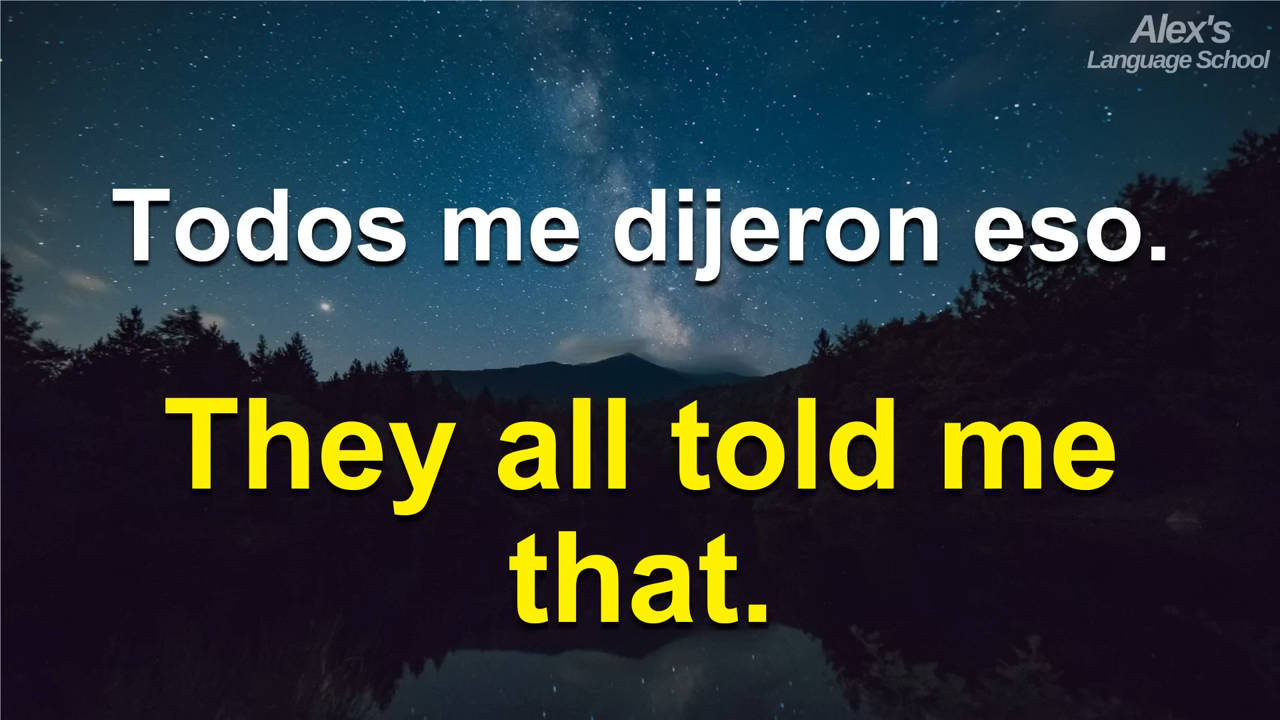 Alex's
Language School
Todos me dijeron eso.
They all told me
that.